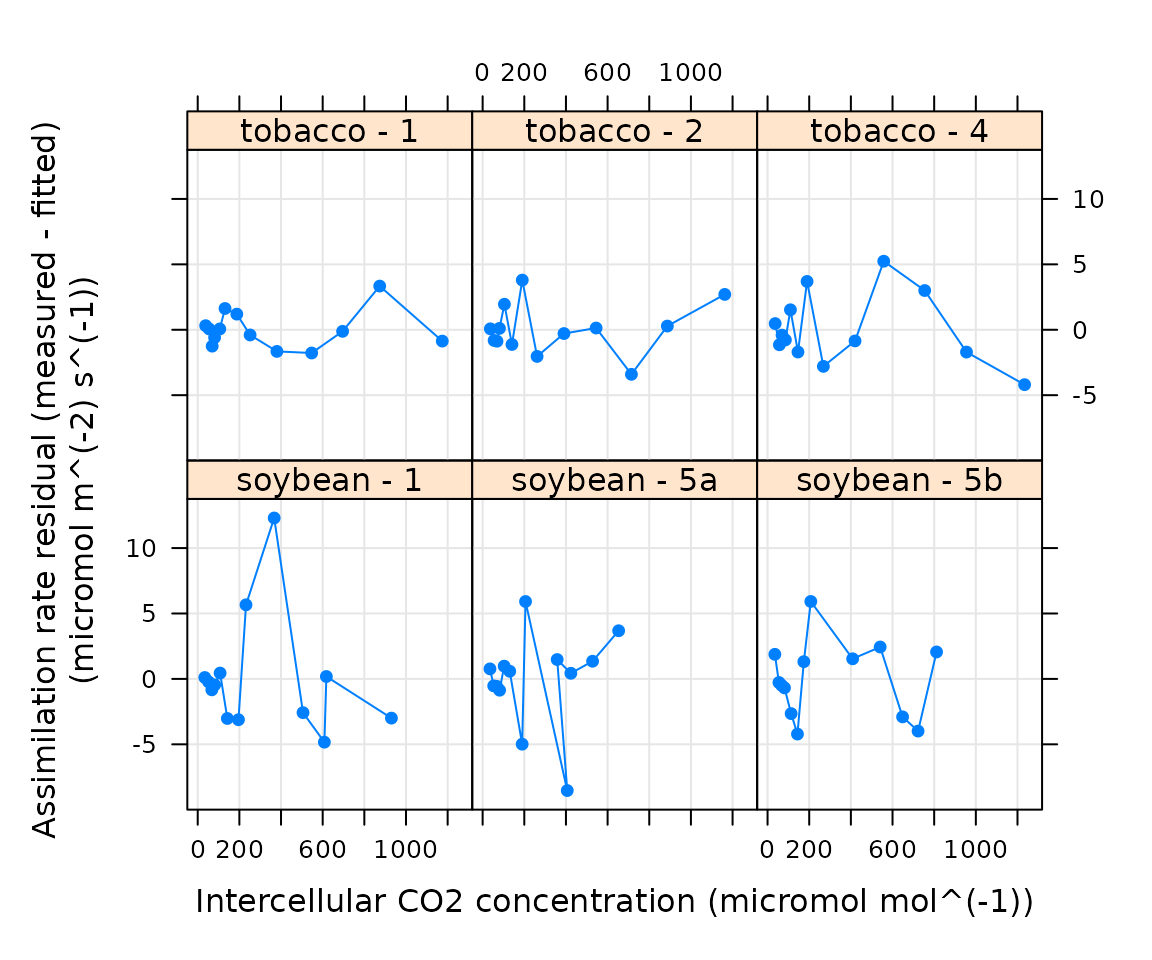 0 200 600 1000
tobacco - 1
tobacco - 2
tobacco - 4
10
5
0
-5
soybean - 1
soybean - 5a
soybean - 5b
10
5
0
-5
0 200 600 1000
0 200 600 1000
Intercellular CO2 concentration (micromol mol^(-1))
Assimilation rate residual (measured - fitted)
(micromol m^(-2) s^(-1))